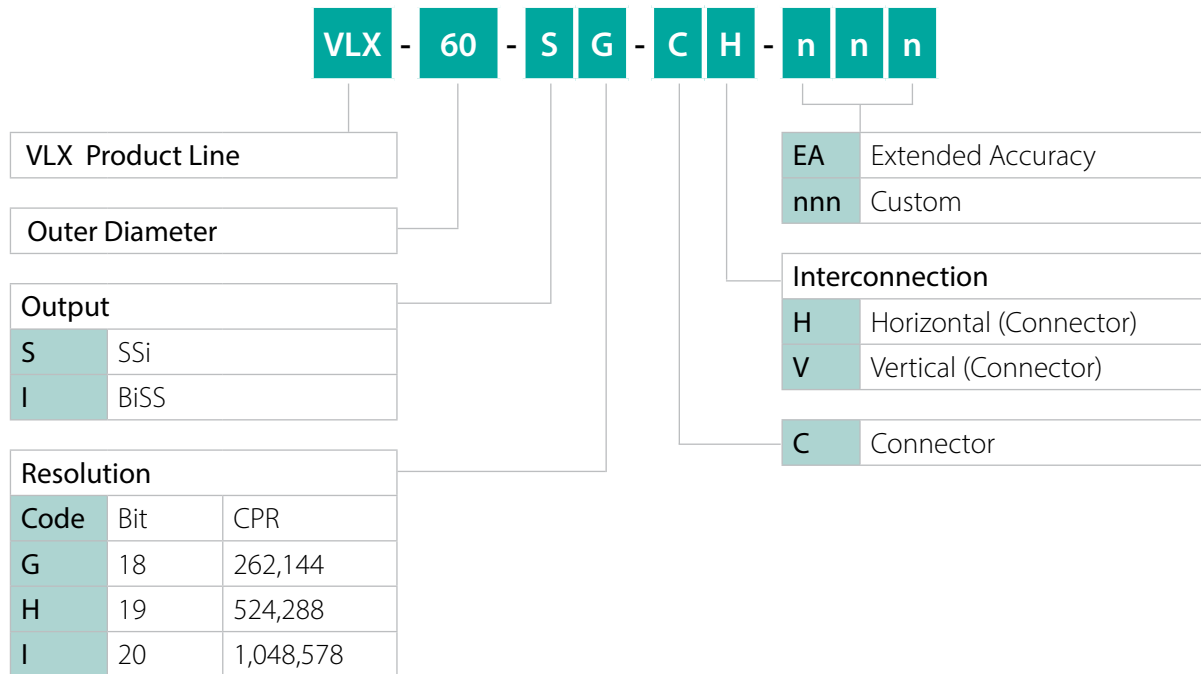 VLX - 60 - S G - C H - n n n
VLX Product Line
Outer Diameter
Output
S SSi
I BiSS
Resolution
Code Bit CPR
G 18 262,144
H 19 524,288
I 20 1,048,578
EA Extended Accuracy
nnn Custom
Interconnection
H Horizontal (Connector)
V Vertical (Connector)
C Connector